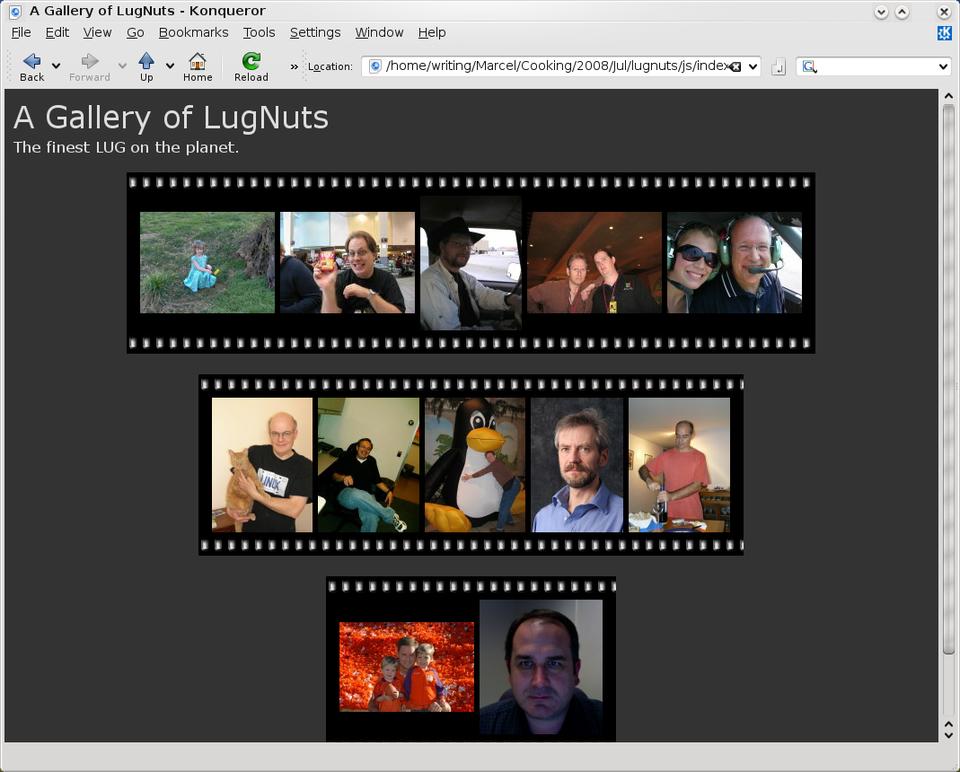 A Gallery of LugNuts - Konqueror
File Edit View Go Bookmarks Tools Settings Window Help
Back Forward Up Home Reload » Location: /home/writing/Marcel/Cooking/2008/Jul/lugnuts/js/index
A Gallery of LugNuts
The finest LUG on the planet.
LINUX